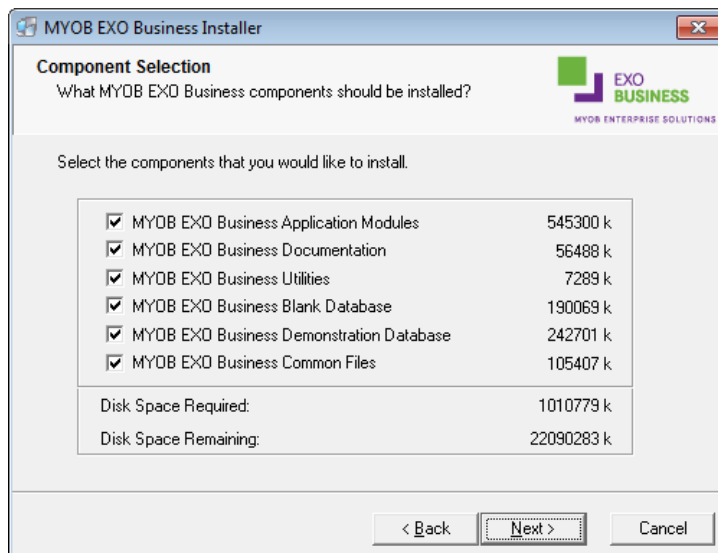 MYOB EXO Business Installer
Component Selection
What MYOB EXO Business components should be installed?
EXO
BUSINESS
MYOB ENTERPRISE SOLUTIONS
Select the components that you would like to install.
MYOB EXO Business Application Modules 545300 k
MYOB EXO Business Documentation 56488 k
MYOB EXO Business Utilities 7289 k
MYOB EXO Business Blank Database 190069 k
MYOB EXO Business Demonstration Database 242701 k
MYOB EXO Business Common Files 105407 k
Disk Space Required: 1010779 k
Disk Space Remaining: 22090283 k
< Back Next > Cancel